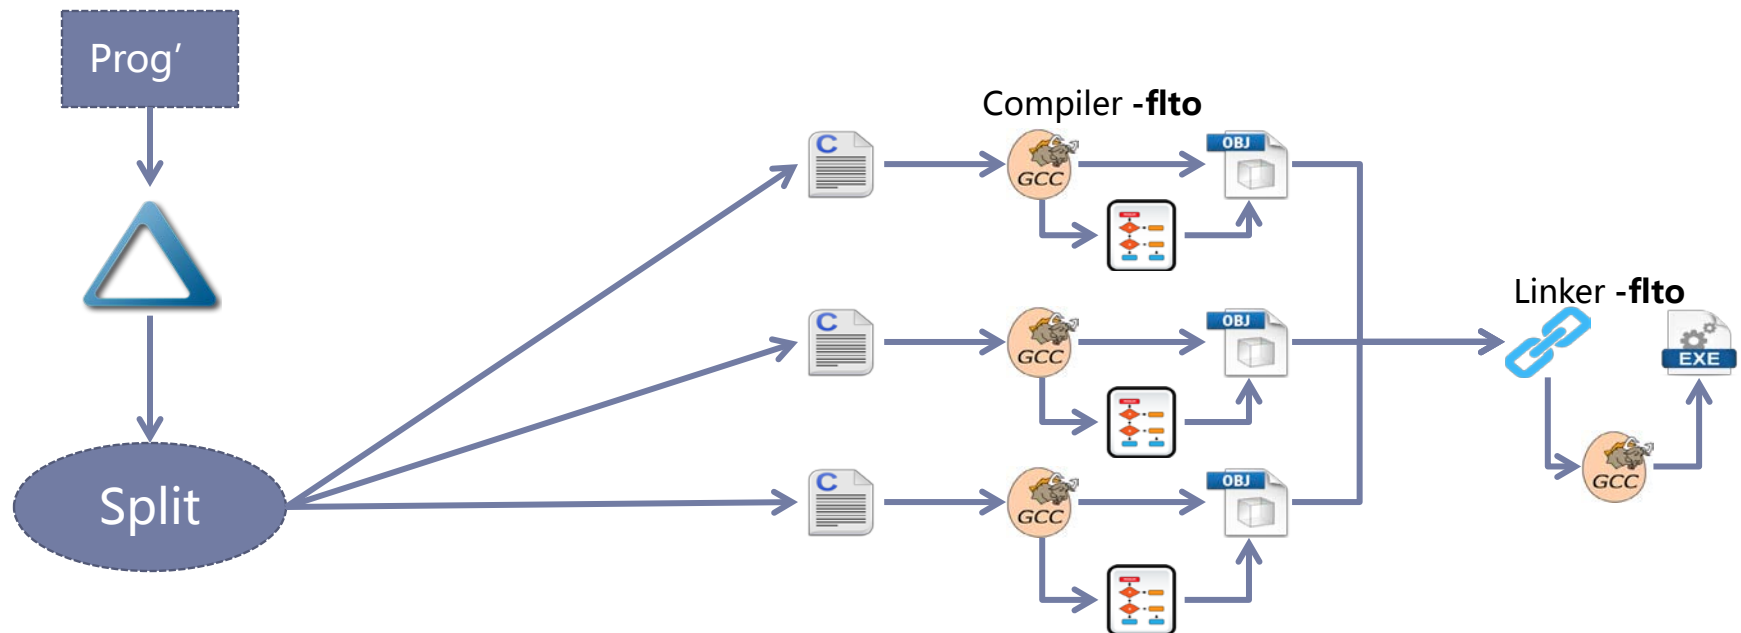 Prog’
Compiler -flto
C
GCC
OBJ
C
GCC
OBJ
Linker -flto
EXE
GCC
C
GCC
OBJ
Split